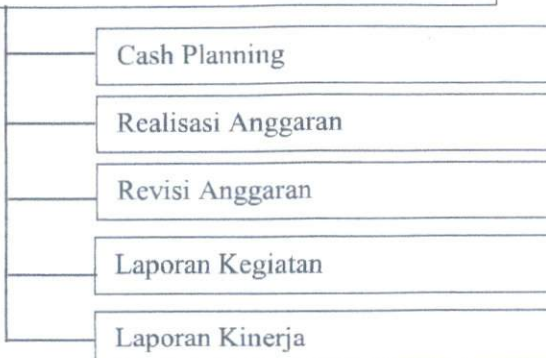 Cash Planning
Realisasi Anggaran
Revisi Anggaran
Laporan Kegiatan
Laporan Kinerja